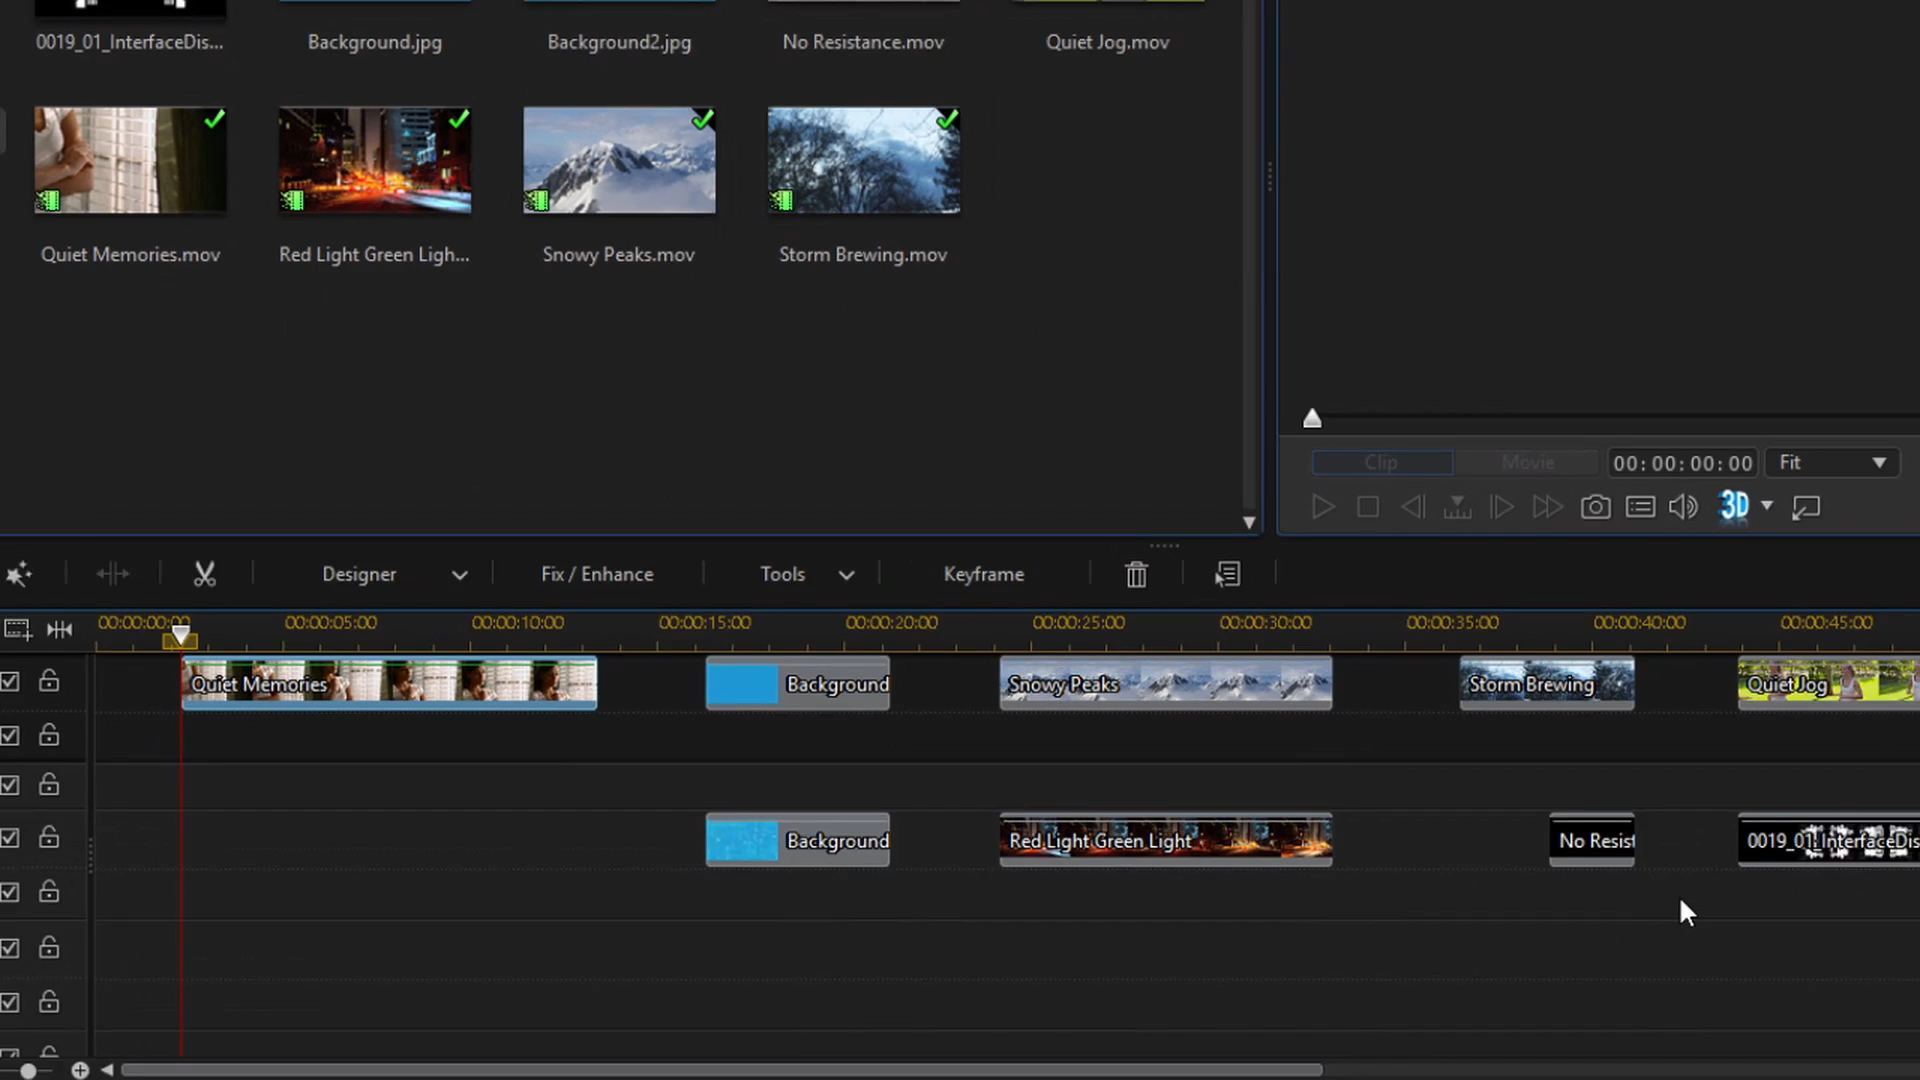 0019_01_InterfaceDis...
Background.jpg
Background2.jpg
No Resistance.mov
Quiet Jog.mov
Quiet Memories.mov
Red Light Green Ligh...
Snowy Peaks.mov
Storm Brewing.mov
Clip
Movie
00:00:00:00
Fit
3D
Designer
Fix / Enhance
Tools
Keyframe
00:00:00:00
00:00:05:00
00:00:10:00
00:00:15:00
00:00:20:00
00:00:25:00
00:00:30:00
00:00:35:00
00:00:40:00
00:00:45:00
Quiet Memories
Background
Snowy Peaks
Storm Brewing
Quiet Jog
Background
Red Light Green Light
No Resist
0019_01_InterfaceDis